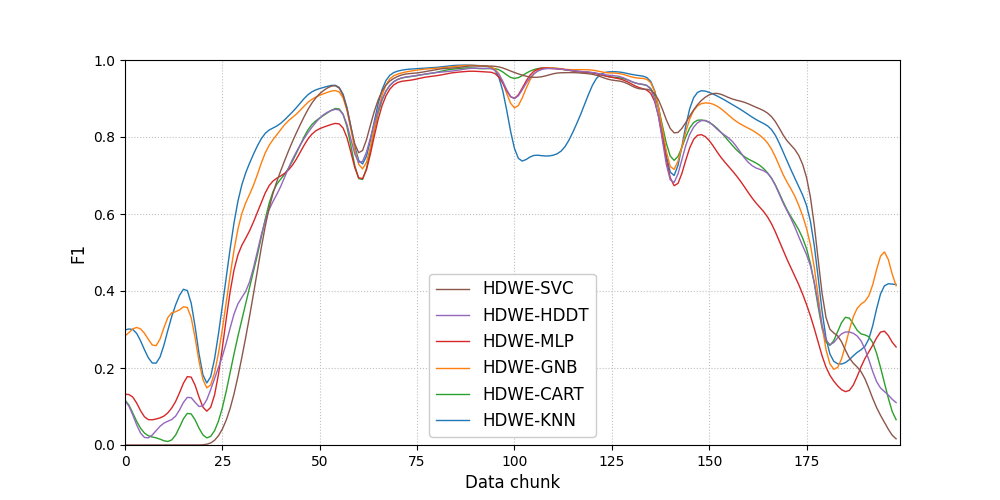 1.0
0.8
0.6
0.4
0.2
0.0
F1
HDWE-SVC
HDWE-HDDT
HDWE-MLP
HDWE-GNB
HDWE-CART
HDWE-KNN
0 25 50 75 100 125 150 175
Data chunk